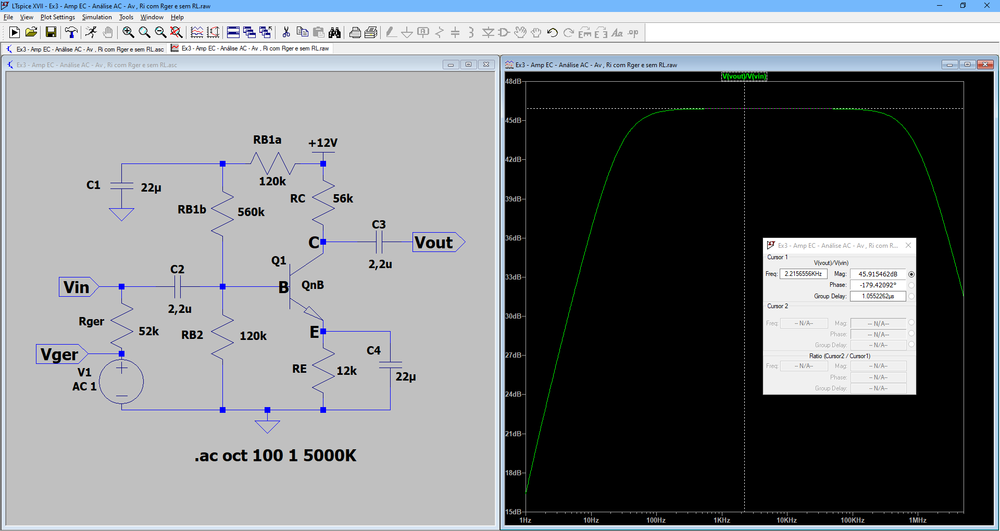 LTspice XVII - Ex3 - Amp EC - Análise AC - Av , Ri com Rger e sem RL.raw
File View Plot Settings Simulation Tools Window Help
Ex3 - Amp EC - Análise AC - Av , Ri com Rger e sem RL.asc
Ex3 - Amp EC - Análise AC - Av , Ri com Rger e sem RL.raw
Ex3 - Amp EC - Análise AC - Av , Ri com Rger e sem RL.asc
RB1a
+12V
120k
C1
22µ
RC
56k
RB1b
560k
C3
C
Vout
2,2u
Q1
C2
Vin
B
QnB
2,2u
Rger
52k
RB2
120k
E
C4
Vger
RE
12k
22µ
V1
AC 1
.ac oct 100 1 5000K
Ex3 - Amp EC - Análise AC - Av , Ri com Rger e sem RL.raw
V(vout)/V(vin)
48dB
45dB
42dB
39dB
36dB
33dB
30dB
27dB
24dB
21dB
18dB
15dB
1Hz 10Hz 100Hz 1KHz 10KHz 100KHz 1MHz
Ex3 - Amp EC - Análise AC - Av , Ri com R...
Cursor 1
V(vout)/V(vin)
Freq: 2.2156556KHz Mag: 45.915462dB
Phase: -179.42092°
Group Delay: 1.0552262µs
Cursor 2
Freq: -- N/A-- Mag: -- N/A--
Phase: -- N/A--
Group Delay: -- N/A--
Ratio (Cursor2 / Cursor1)
Freq: -- N/A-- Mag: -- N/A--
Phase: -- N/A--
Group Delay: -- N/A--